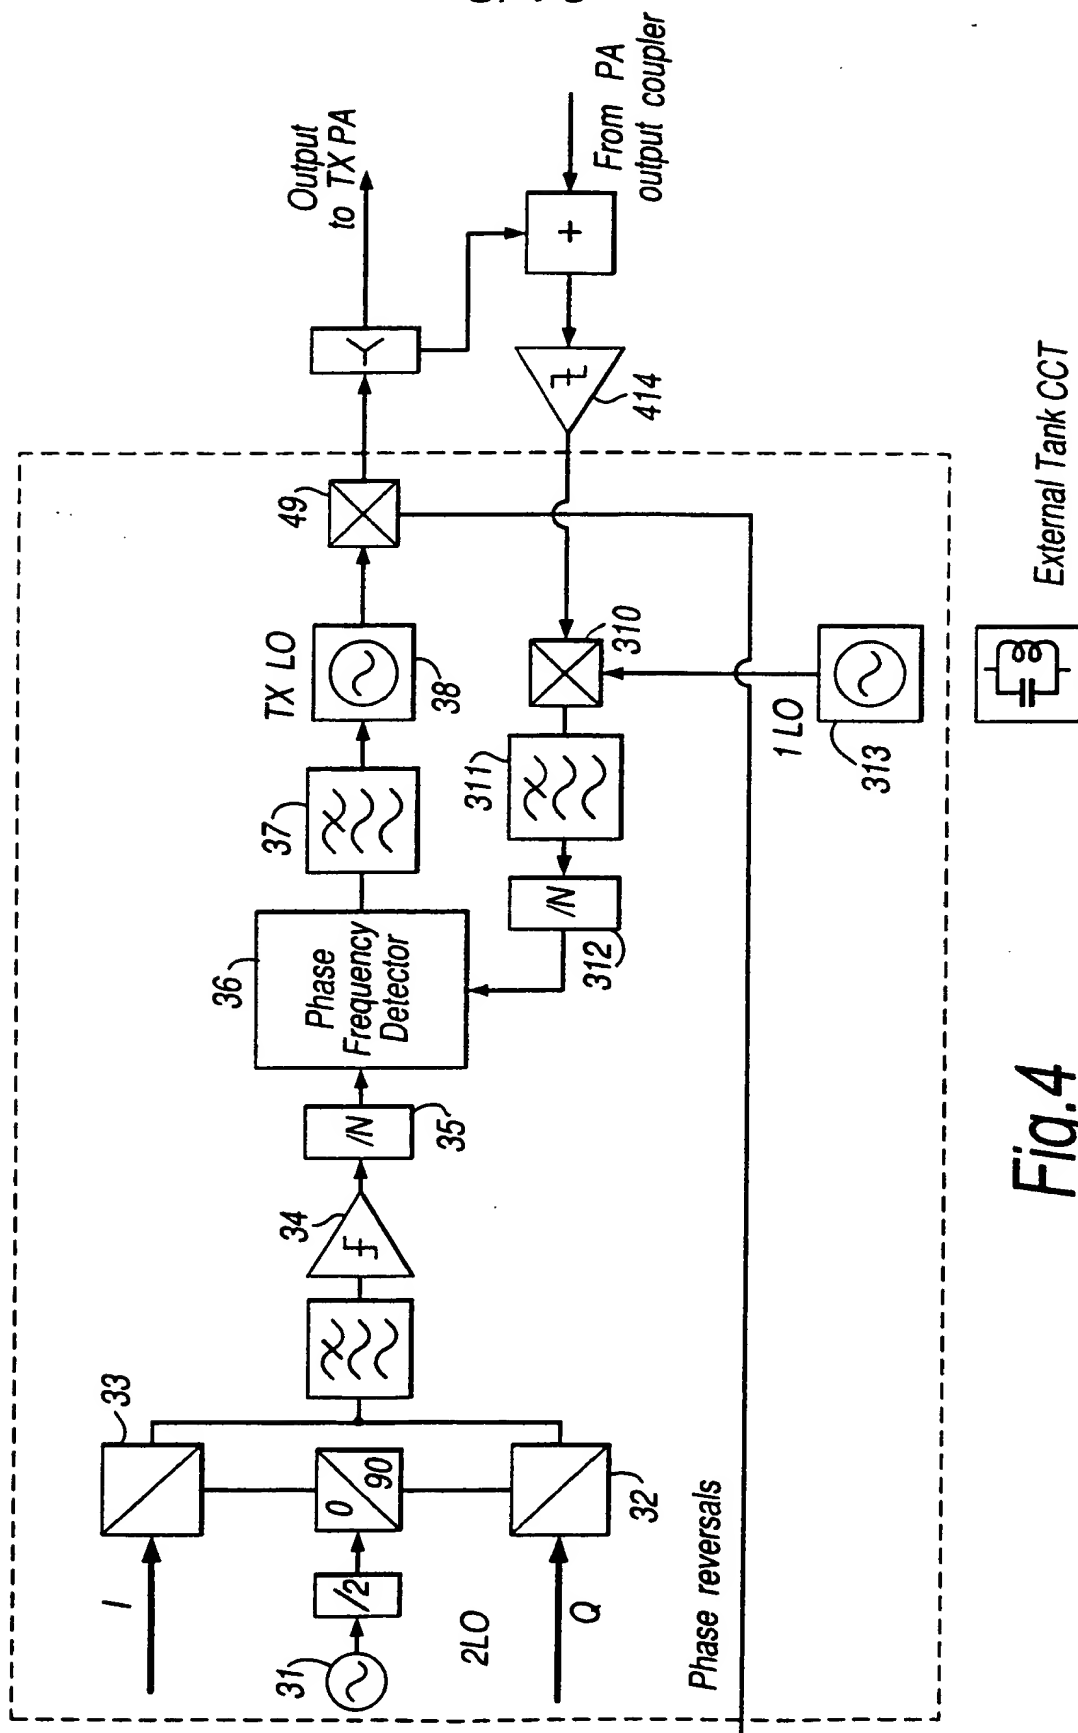 Output
to TX PA
From PA
output coupler
+
414
49
TX LO
38
310
37
311
1 LO
313
External Tank CCT
36
Phase
Frequency
Detector
/N
312
/N
35
34
33
I
0
90
/2
31
2LO
32
Q
Phase reversals
Fig.4